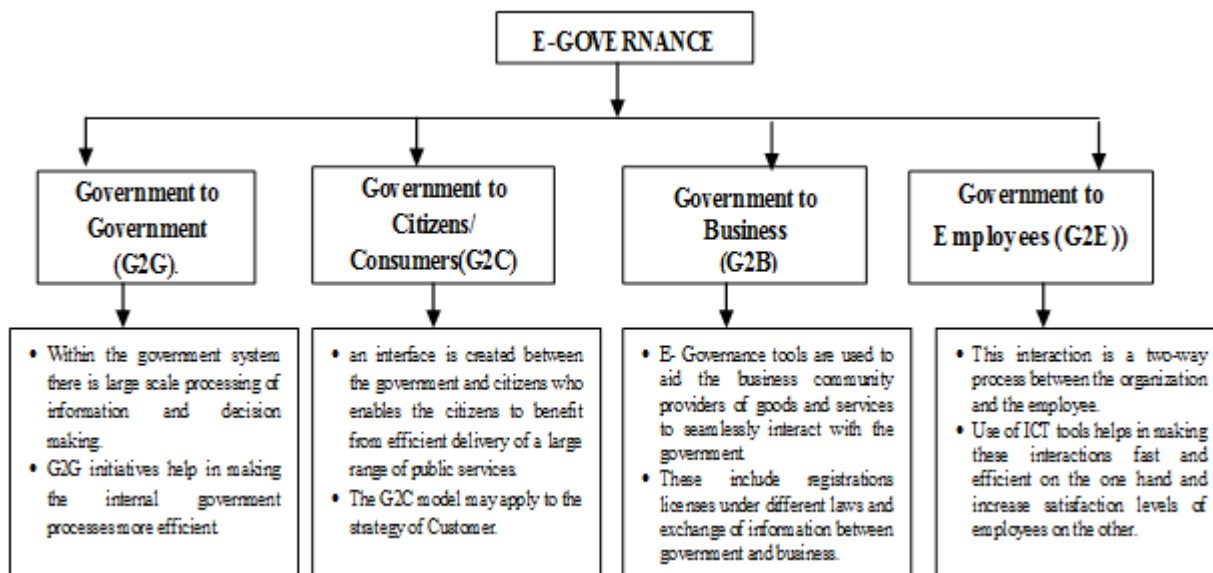 E-GOVERNANCE
Government to
Government
(G2G).
Government to
Citizens/
Consumers(G2C)
Government to
Business
(G2B)
Government to
Employees (G2E))
• Within the government system
there is large scale processing of
information and decision
making.
• G2G initiatives help in making
the internal government
processes more efficient.
• an interface is created between
the government and citizens who
enables the citizens to benefit
from efficient delivery of a large
range of public services.
• The G2C model may apply to the
strategy of Customer.
• E- Governance tools are used to
aid the business community
providers of goods and services
to seamlessly interact with the
government.
• These include registrations
licenses under different laws and
exchange of information between
government and business.
• This interaction is a two-way
process between the organization
and the employee.
• Use of ICT tools helps in making
these interactions fast and
efficient on the one hand and
increase satisfaction levels of
employees on the other.